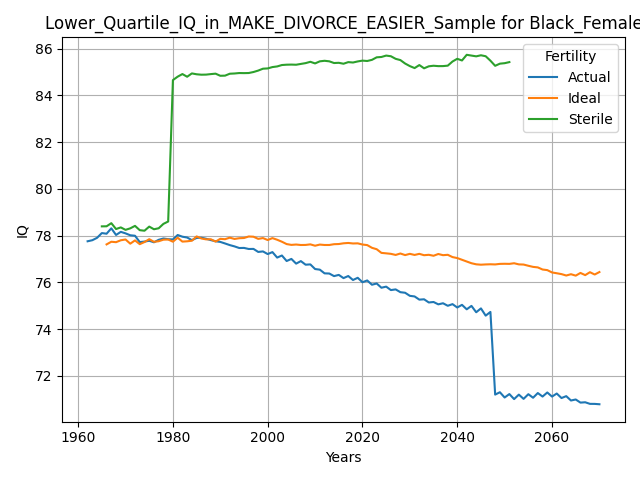 Lower_Quartile_IQ_in_MAKE_DIVORCE_EASIER_Sample for Black_Female
86
84
82
80
78
76
74
72
IQ
1960
1980
2000
2020
2040
2060
Years
Fertility
Actual
Ideal
Sterile